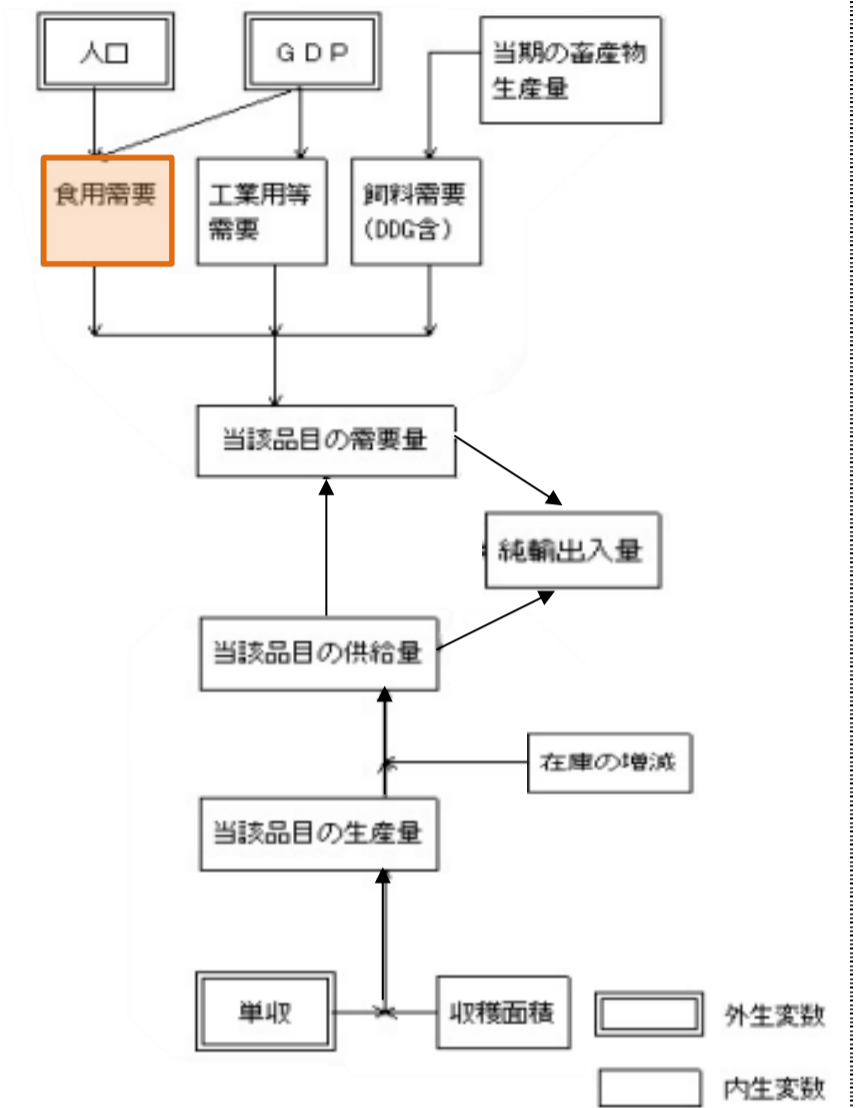 人口
GDP
当期の畜産物
生産量
食用需要
工業用等
需要
飼料需要
(DDG含)
当該品目の需要量
純輸出入量
当該品目の供給量
在庫の増減
当該品目の生産量
単収
収穫面積
外生変数
内生変数